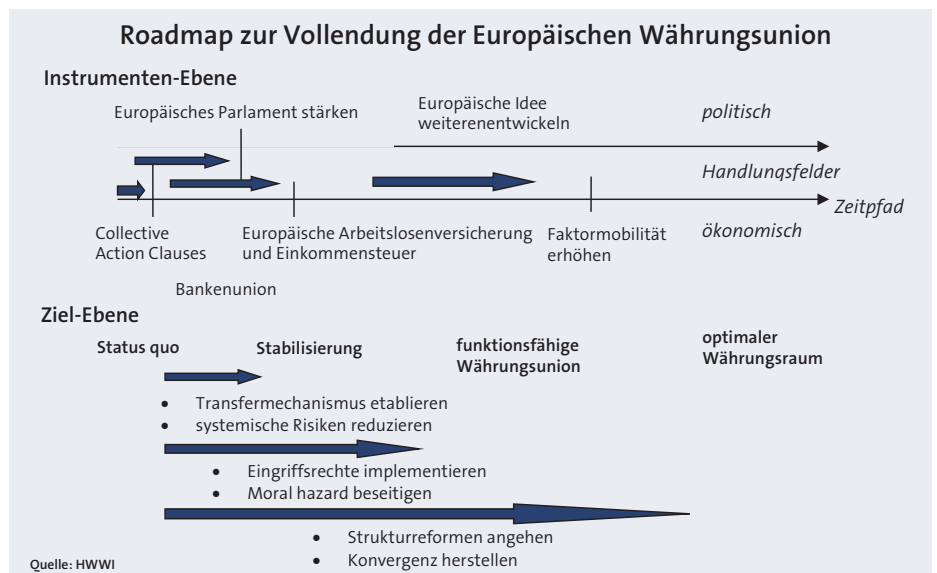 Roadmap zur Vollendung der Europäischen Währungsunion
Instrumenten-Ebene
Europäisches Parlament stärken
Europäische Idee
weiterenentwickeln
politisch
Handlungsfelder
Zeitpfad
Collective
Action Clauses
Europäische Arbeitslosenversicherung
und Einkommensteuer
Faktormobilität
erhöhen
ökonomisch
Bankenunion
Ziel-Ebene
Status quo
Stabilisierung
funktionsfähige
Währungsunion
optimaler
Währungsraum
• Transfermechanismus etablieren
• systemische Risiken reduzieren
• Eingriffsrechte implementieren
• Moral hazard beseitigen
• Strukturreformen angehen
• Konvergenz herstellen
Quelle: HWWI